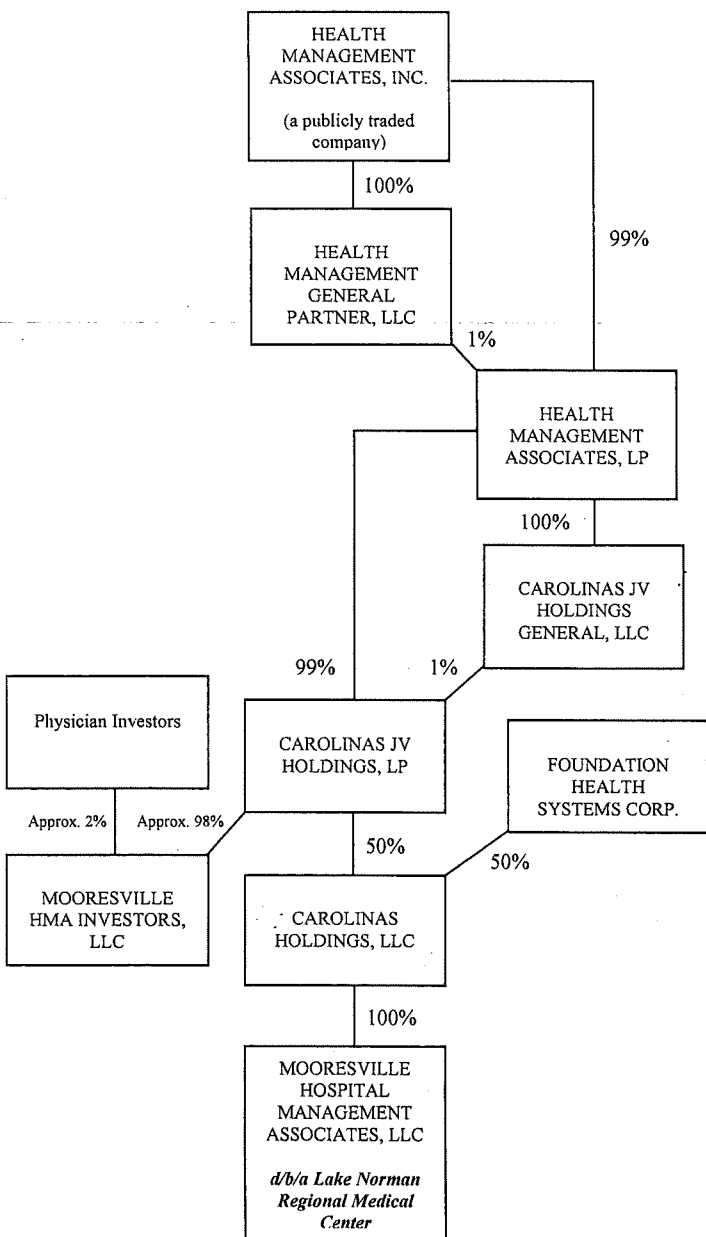 HEALTH
MANAGEMENT
ASSOCIATES, INC.
(a publicly traded
company)
100%
99%
HEALTH
MANAGEMENT
GENERAL
PARTNER, LLC
1%
HEALTH
MANAGEMENT
ASSOCIATES, LP
100%
CAROLINAS JV
HOLDINGS
GENERAL, LLC
99%
1%
Physician Investors
CAROLINAS JV
HOLDINGS, LP
FOUNDATION
HEALTH
SYSTEMS CORP.
Approx. 2%
Approx. 98%
50%
50%
MOORESVILLE
HMA INVESTORS,
LLC
CAROLINAS
HOLDINGS, LLC
100%
MOORESVILLE
HOSPITAL
MANAGEMENT
ASSOCIATES, LLC
d/b/a Lake Norman
Regional Medical
Center